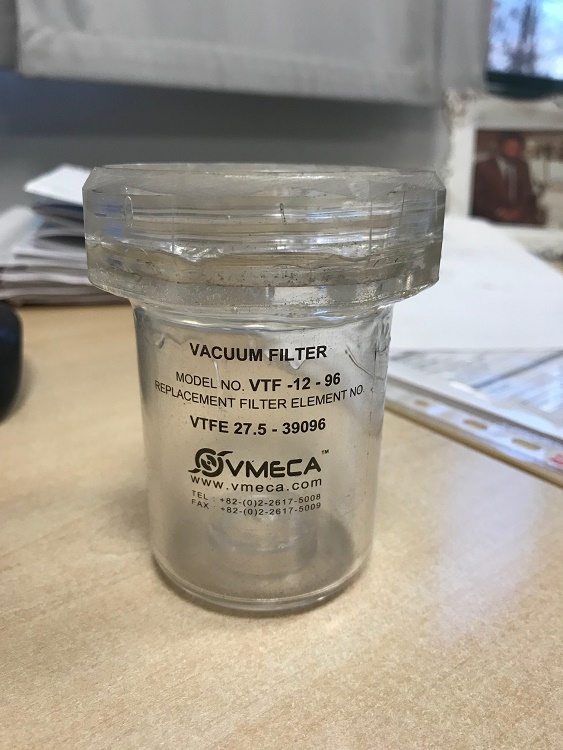 VACUUM FILTER
MODEL NO. VTF -12 - 96
REPLACEMENT FILTER ELEMENT NO.
VTFE 27.5 - 39096
VMECA™
www.vmeca.com
TEL : +82-(0)2-2617-5008
FAX : +82-(0)2-2617-5009